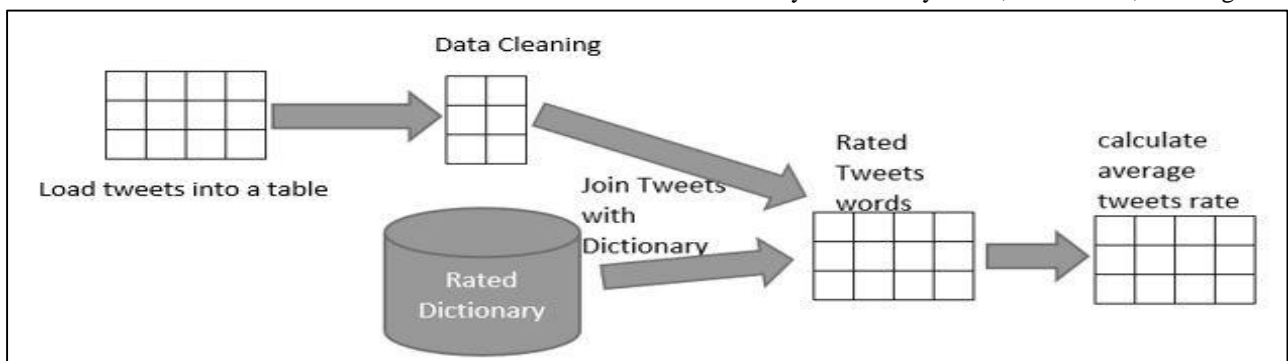 Data Cleaning
Load tweets into a table
Join Tweets
with
Dictionary
Rated
Dictionary
Rated
Tweets
words
calculate
average
tweets rate